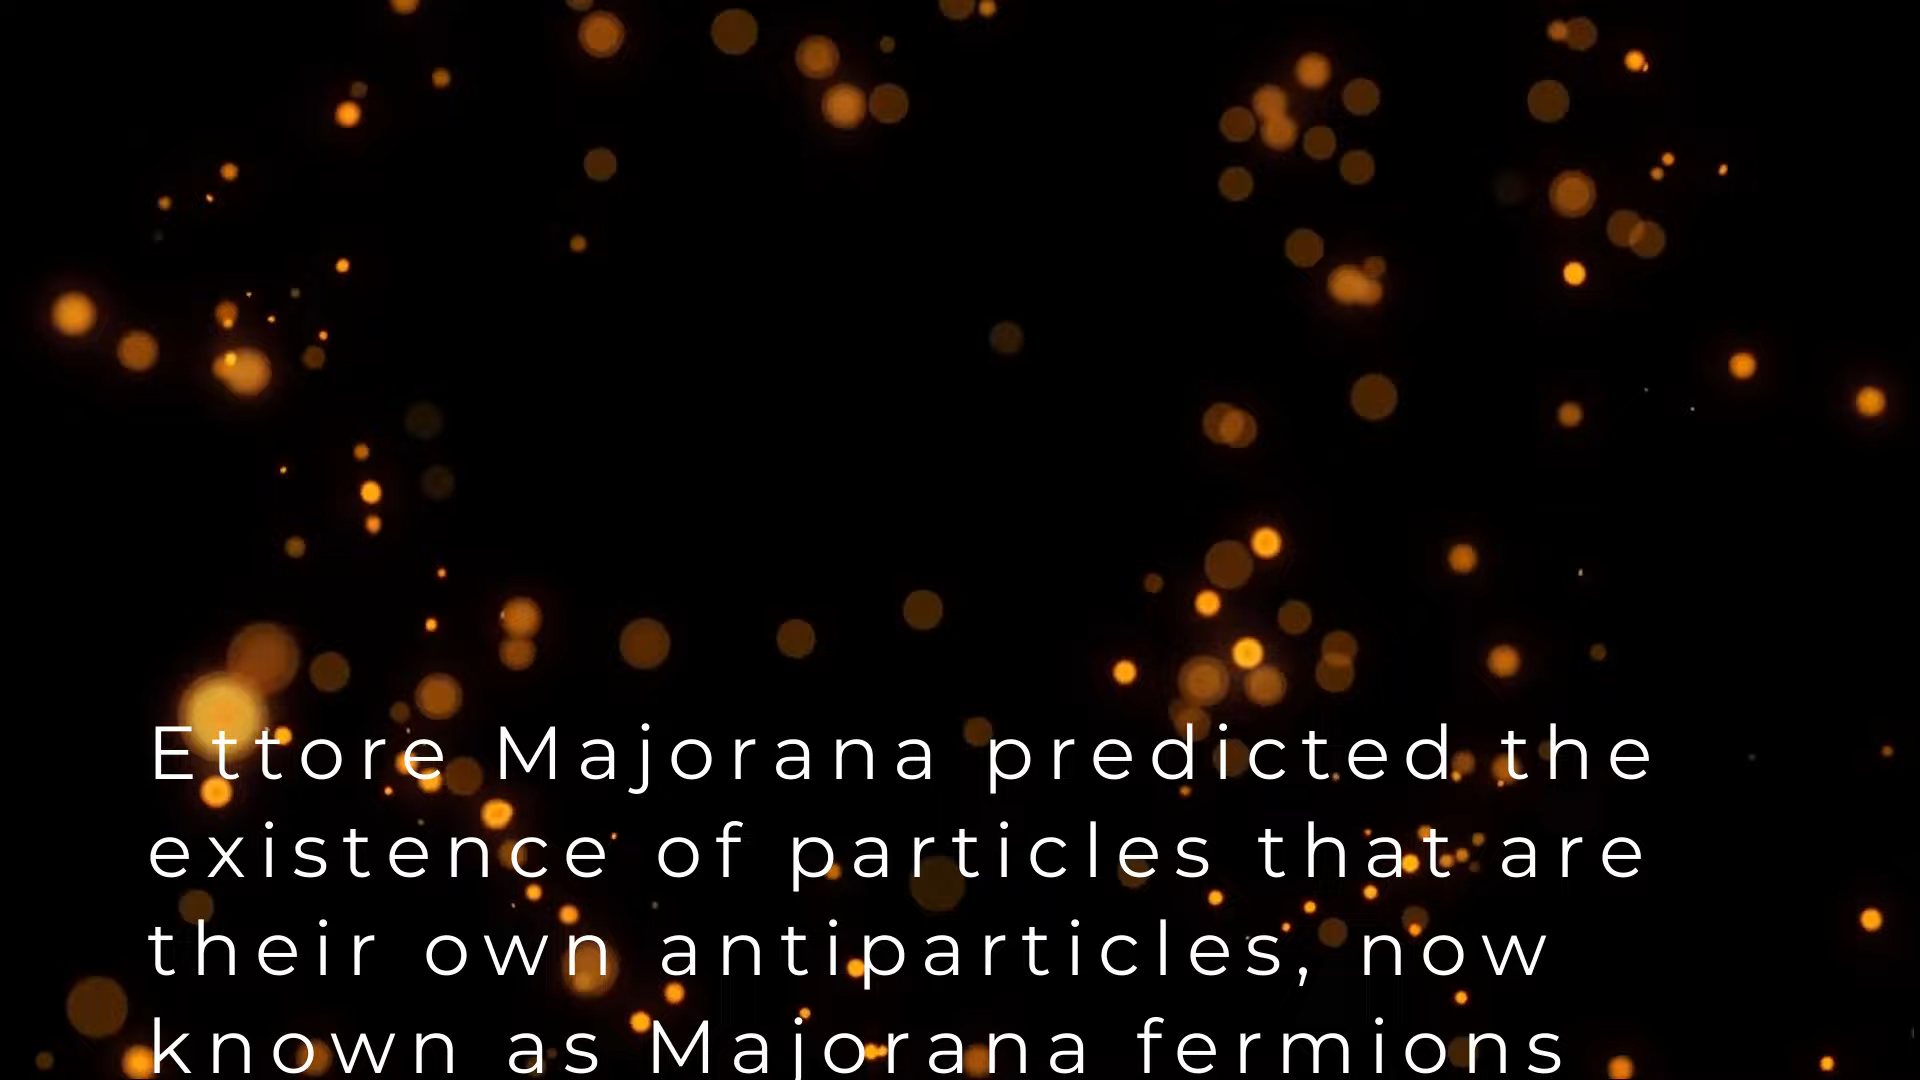 Ettore Majorana predicted the
existence of particles that are
their own antiparticles, now
known as Majorana fermions